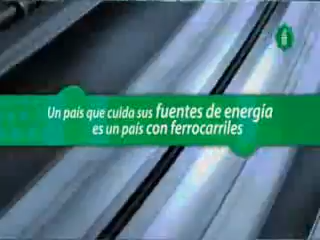 Un país que cuida sus fuentes de energía
es un país con ferrocarriles